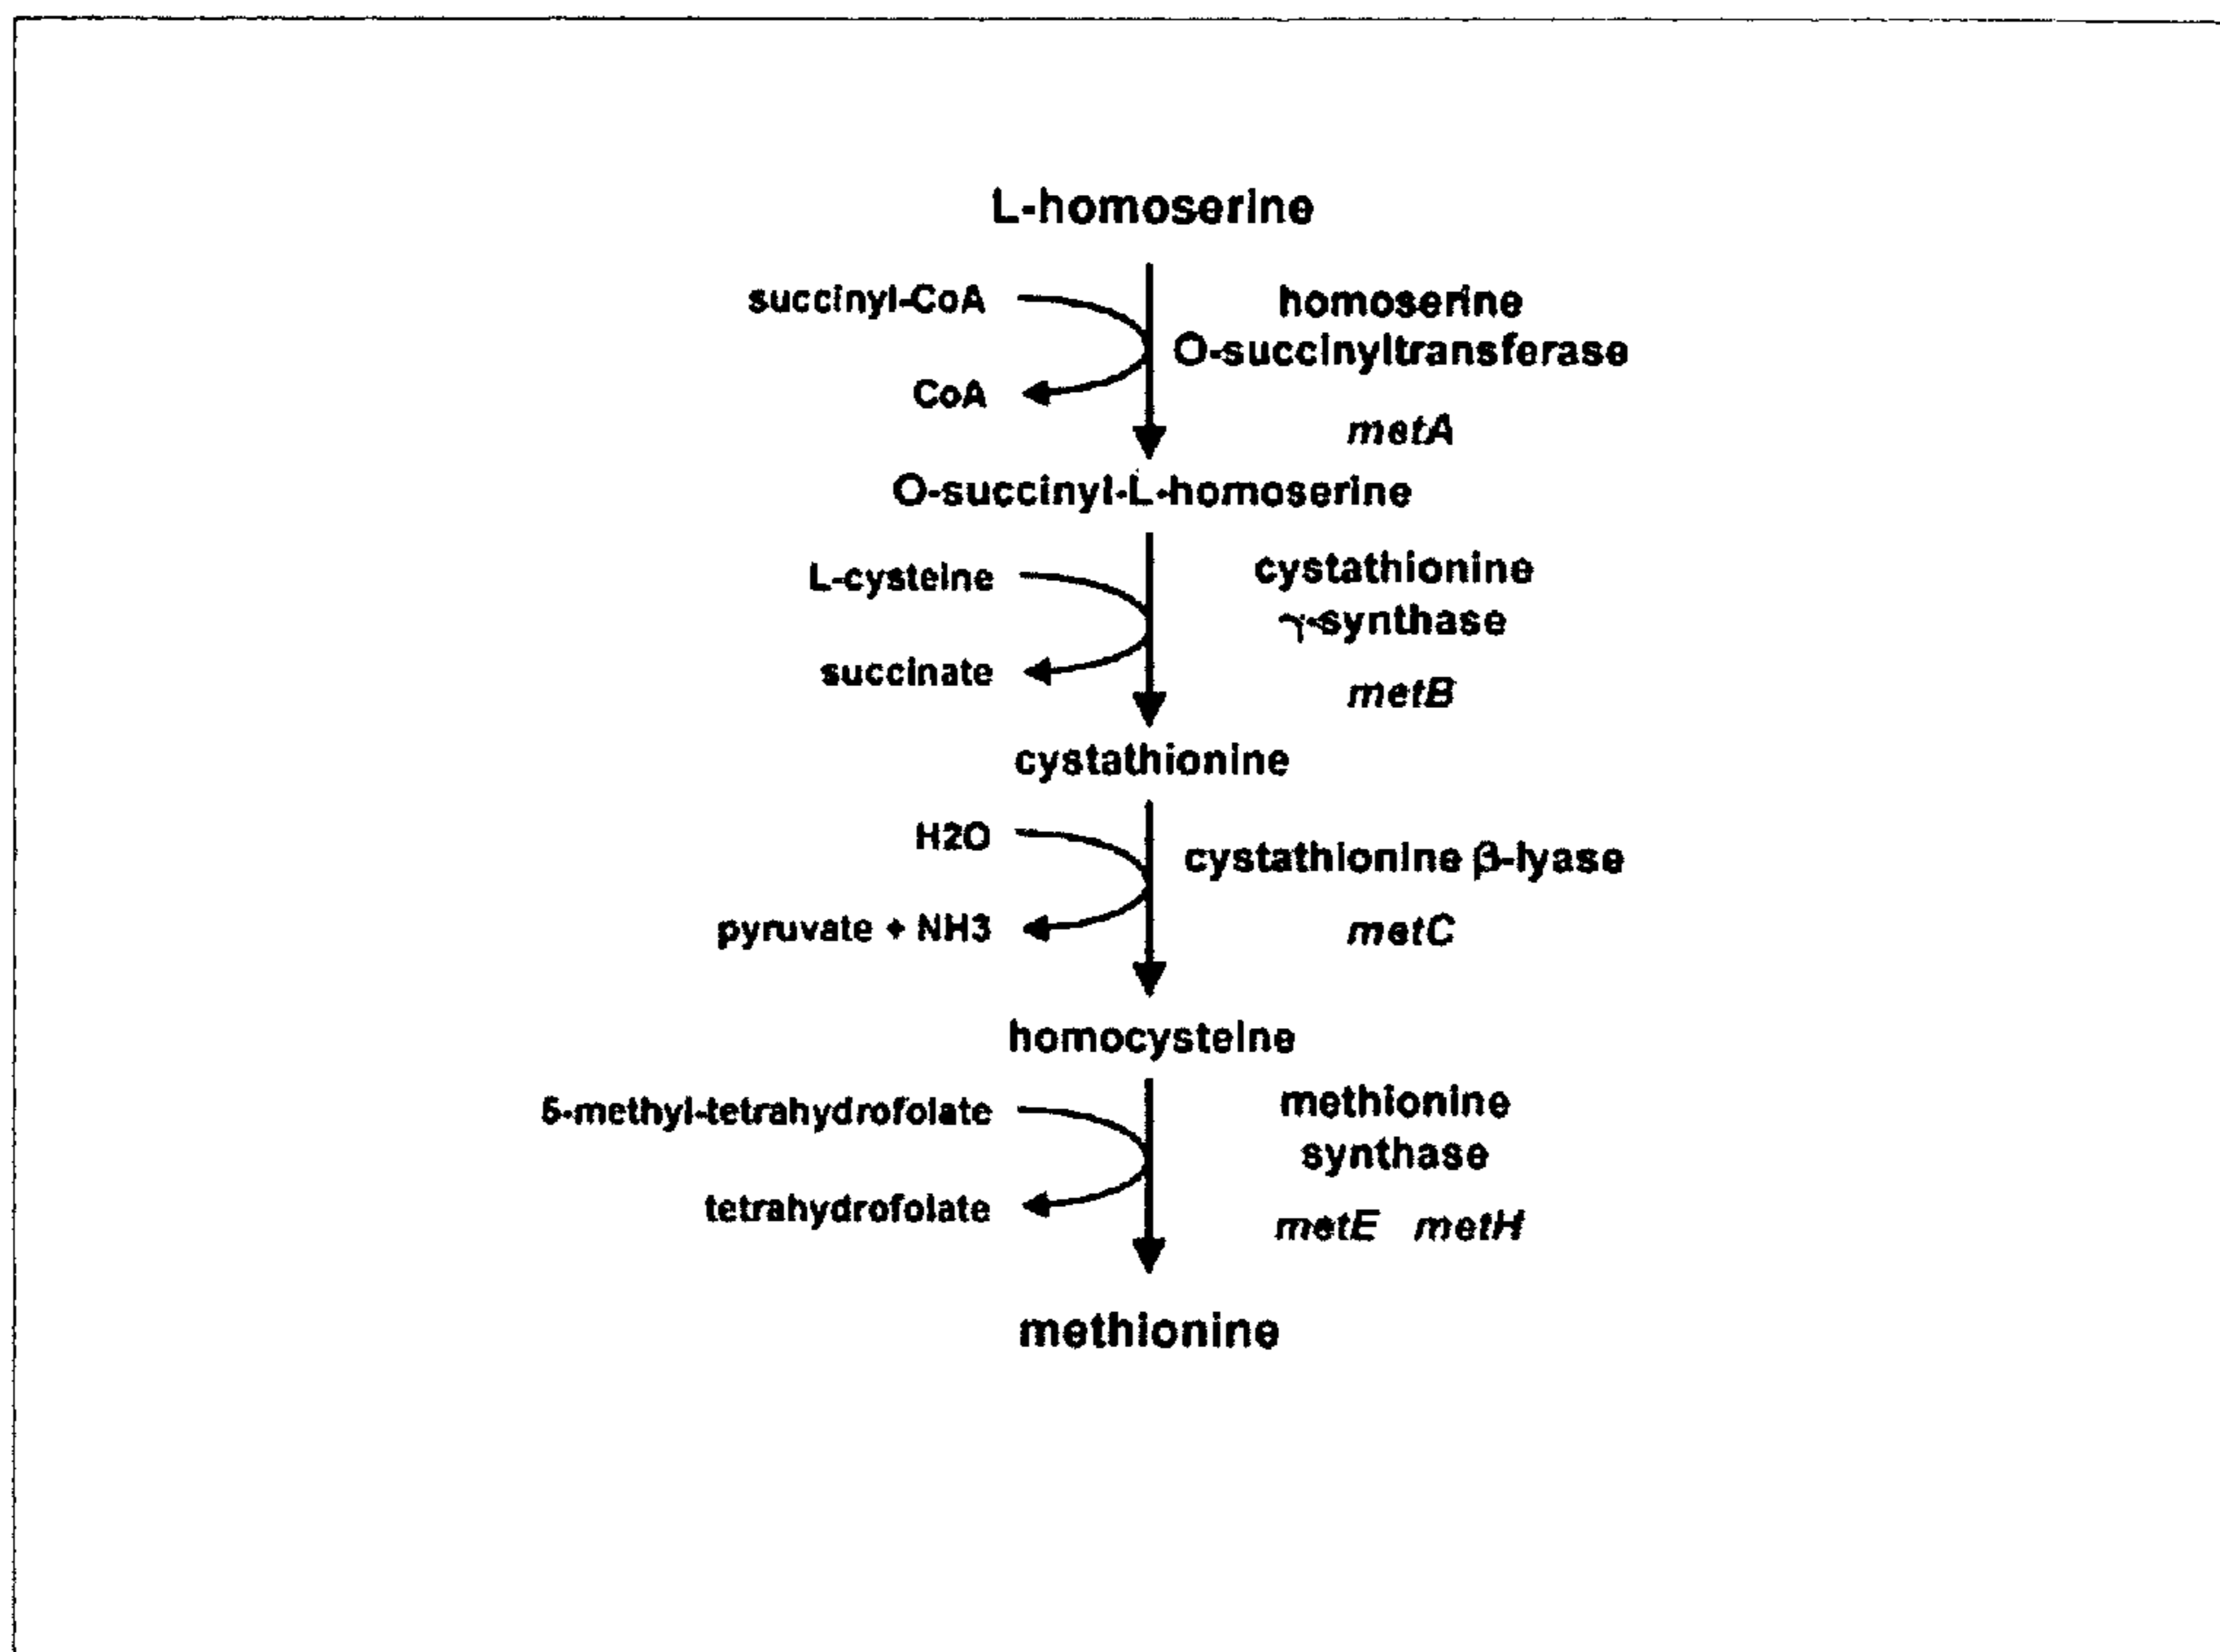 L-homoserine
succinyl-CoA
homoserine
O-succinyltransferase
CoA
metA
O-succinyl-L-homoserine
L-cysteine
cystathionine
γ-synthase
succinate
metB
cystathionine
H2O
cystathionine β-lyase
pyruvate + NH3
metC
homocysteine
5-methyl-tetrahydrofolate
methionine
synthase
tetrahydrofolate
metE metH
methionine